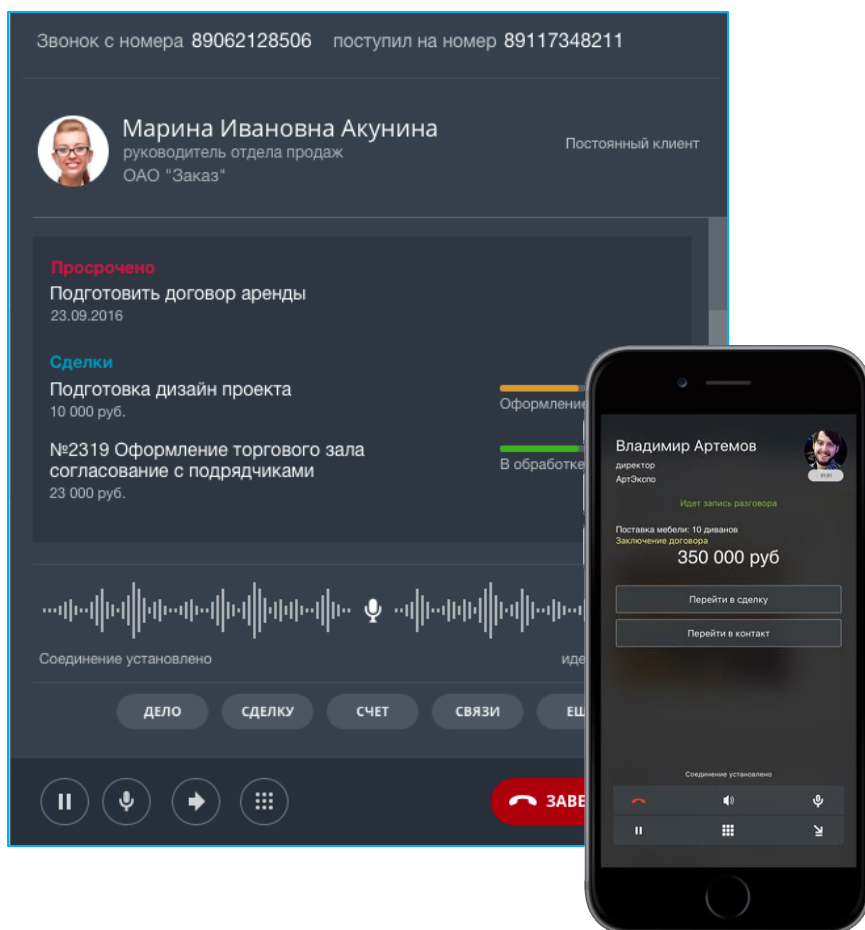 Звонок с номера 89062128506 поступил на номер 89117348211
Марина Ивановна Акунина
руководитель отдела продаж
ОАО "Заказ"
Постоянный клиент
Просрочено
Подготовить договор аренды
23.09.2016
Сделки
Подготовка дизайн проекта
10 000 руб.
Оформление
№2319 Оформление торгового зала
согласование с подрядчиками
23 000 руб.
В обработке
Соединение установлено
иде
ДЕЛО
СДЕЛКУ
СЧЕТ
СВЯЗИ
ЕЩ
ЗАВЕ
Владимир Артемов
директор
АртЭкспо
Идет запись разговора
Поставка мебели: 10 диванов
Заключение договора
350 000 руб
Перейти в сделку
Перейти в контакт
Соединение установлено